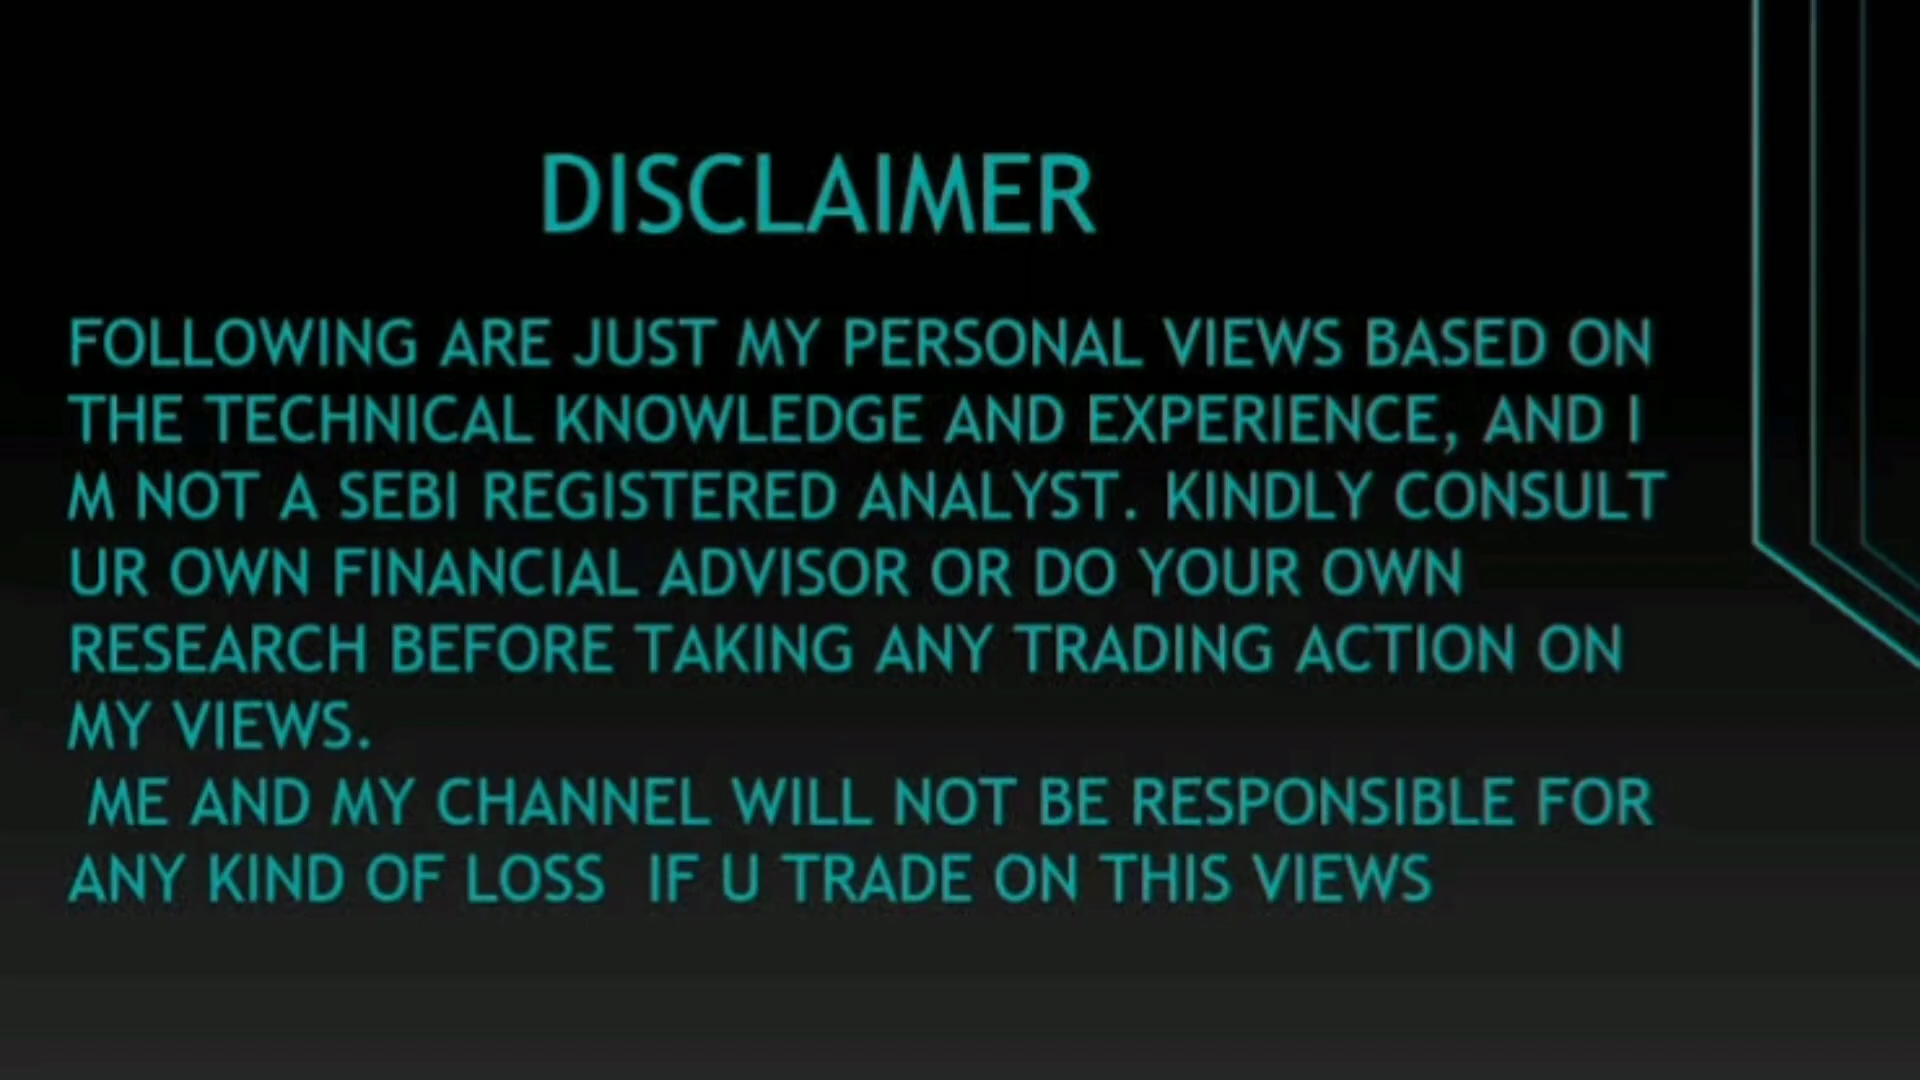 DISCLAIMER
FOLLOWING ARE JUST MY PERSONAL VIEWS BASED ON
THE TECHNICAL KNOWLEDGE AND EXPERIENCE, AND I
M NOT A SEBI REGISTERED ANALYST. KINDLY CONSULT
UR OWN FINANCIAL ADVISOR OR DO YOUR OWN
RESEARCH BEFORE TAKING ANY TRADING ACTION ON
MY VIEWS.
ME AND MY CHANNEL WILL NOT BE RESPONSIBLE FOR
ANY KIND OF LOSS  IF U TRADE ON THIS VIEWS